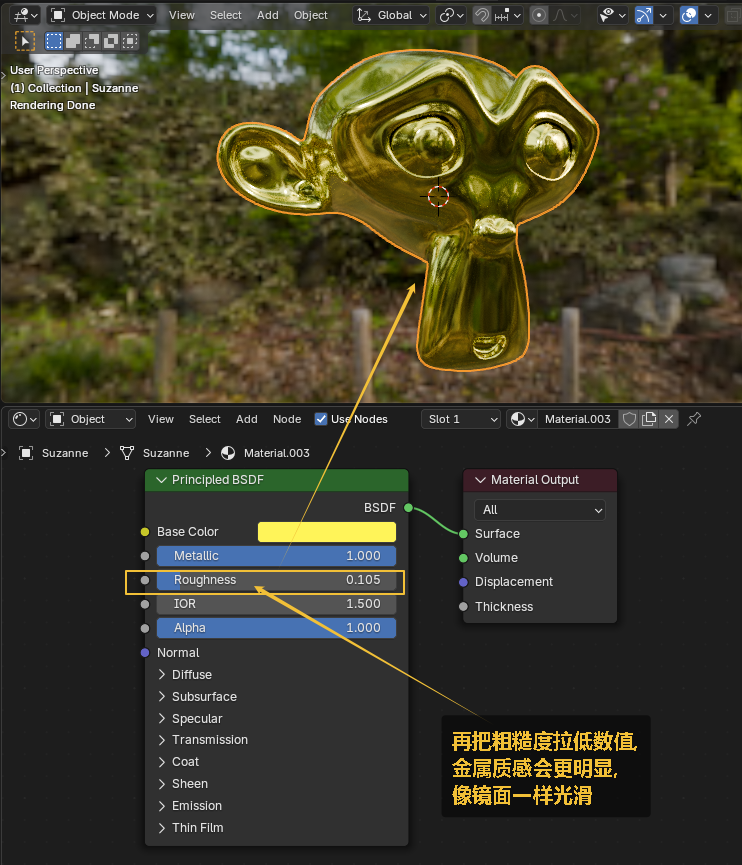 Object Mode View Select Add Object Global
User Perspective
(1) Collection | Suzanne
Rendering Done
Object View Select Add Node Use Nodes Slot 1 Material.003
Suzanne Suzanne Material.003
Principled BSDF
BSDF
Base Color
Metallic 1.000
Roughness 0.105
IOR 1.500
Alpha 1.000
Normal
Diffuse
Subsurface
Specular
Transmission
Coat
Sheen
Emission
Thin Film
Material Output
All
Surface
Volume
Displacement
Thickness
再把粗糙度拉低数值,
金属质感会更明显,
像镜面一样光滑